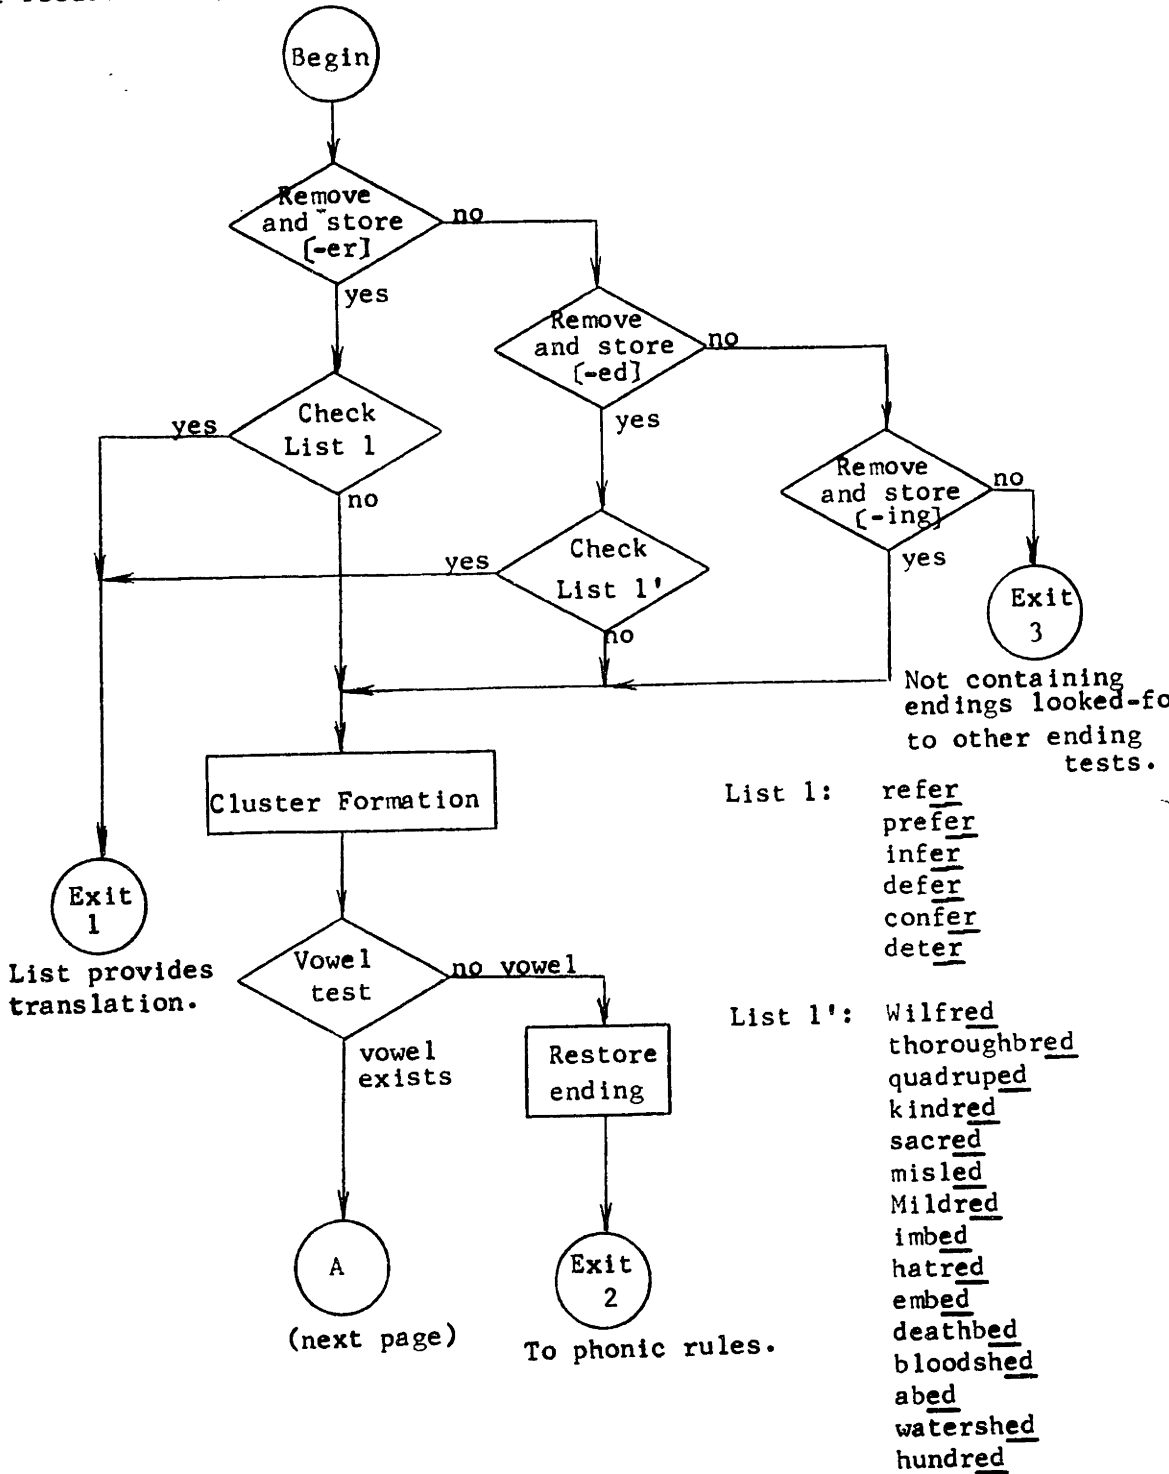 Begin
Remove
and store
[-er]
no
yes
Remove
and store
[-ed]
no
yes
Check
List 1
yes
no
Remove
and store
[-ing]
no
yes
Check
List 1'
yes
no
Exit
3
Not containing
endings looked-fo
to other ending
tests.
Cluster Formation
Exit
1
List provides
translation.
Vowel
test
no vowel
vowel
exists
Restore
ending
A
(next page)
Exit
2
To phonic rules.
List 1: refer
prefer
infer
defer
confer
deter
List 1': Wilfred
thoroughbred
quadruped
kindred
sacred
misled
Mildred
imbed
hatred
embed
deathbed
bloodshed
abed
watershed
hundred